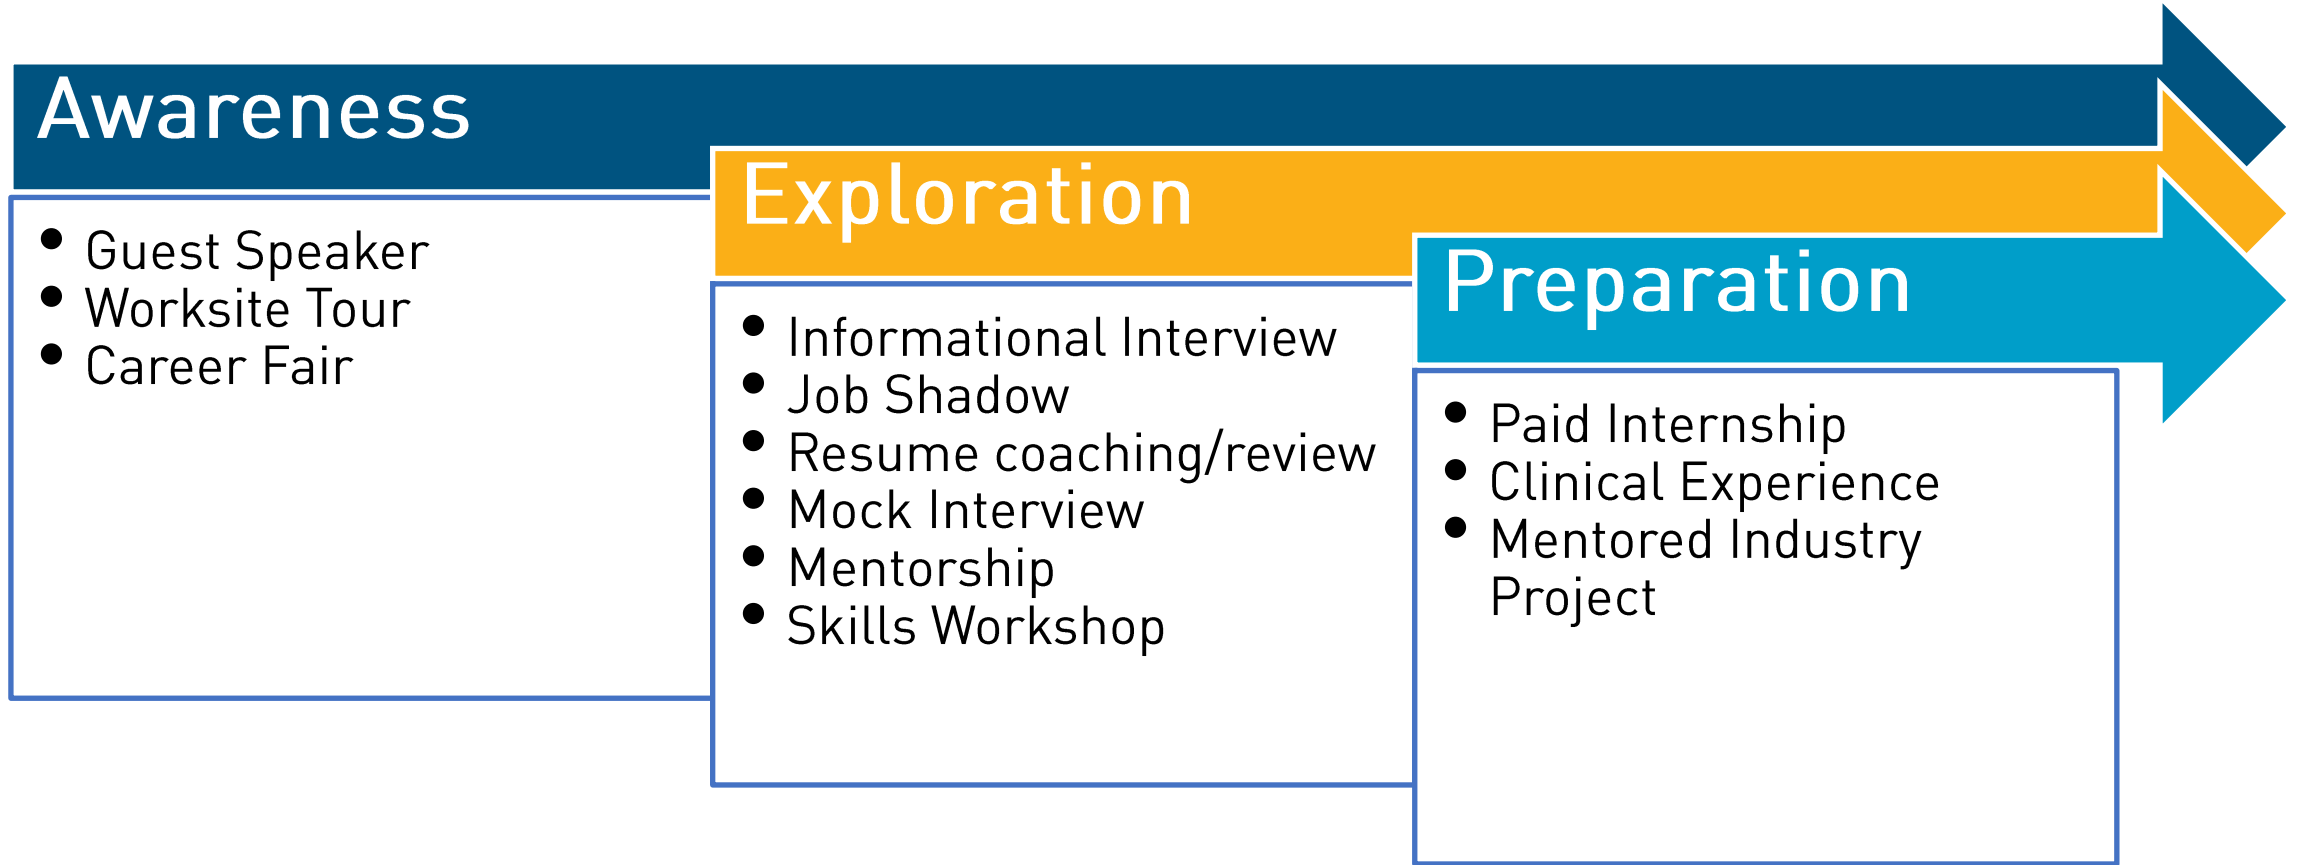 Awareness
• Guest Speaker
• Worksite Tour
• Career Fair
Exploration
• Informational Interview
• Job Shadow
• Resume coaching/review
• Mock Interview
• Mentorship
• Skills Workshop
Preparation
• Paid Internship
• Clinical Experience
• Mentored Industry
Project